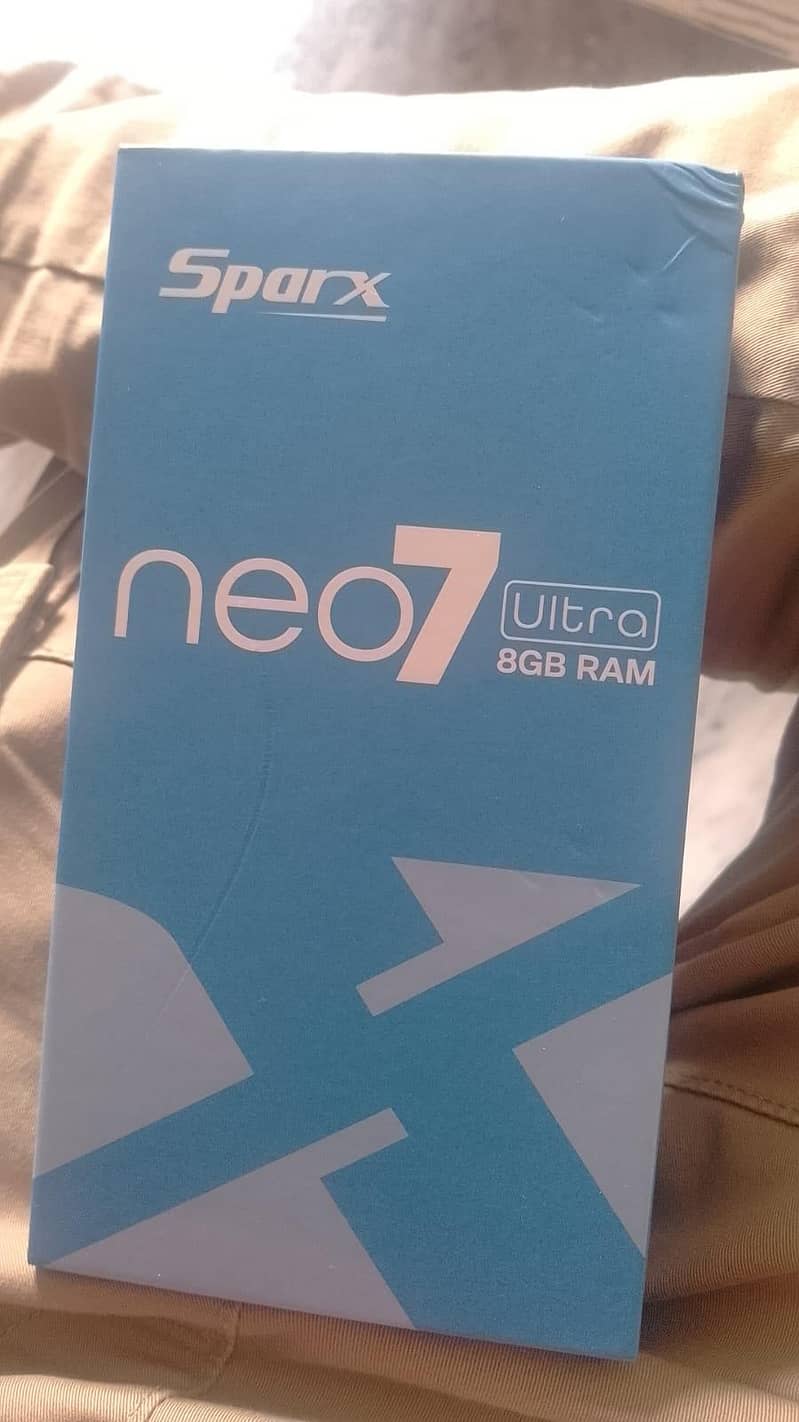 Sparx
neo7 Ultra
8GB RAM